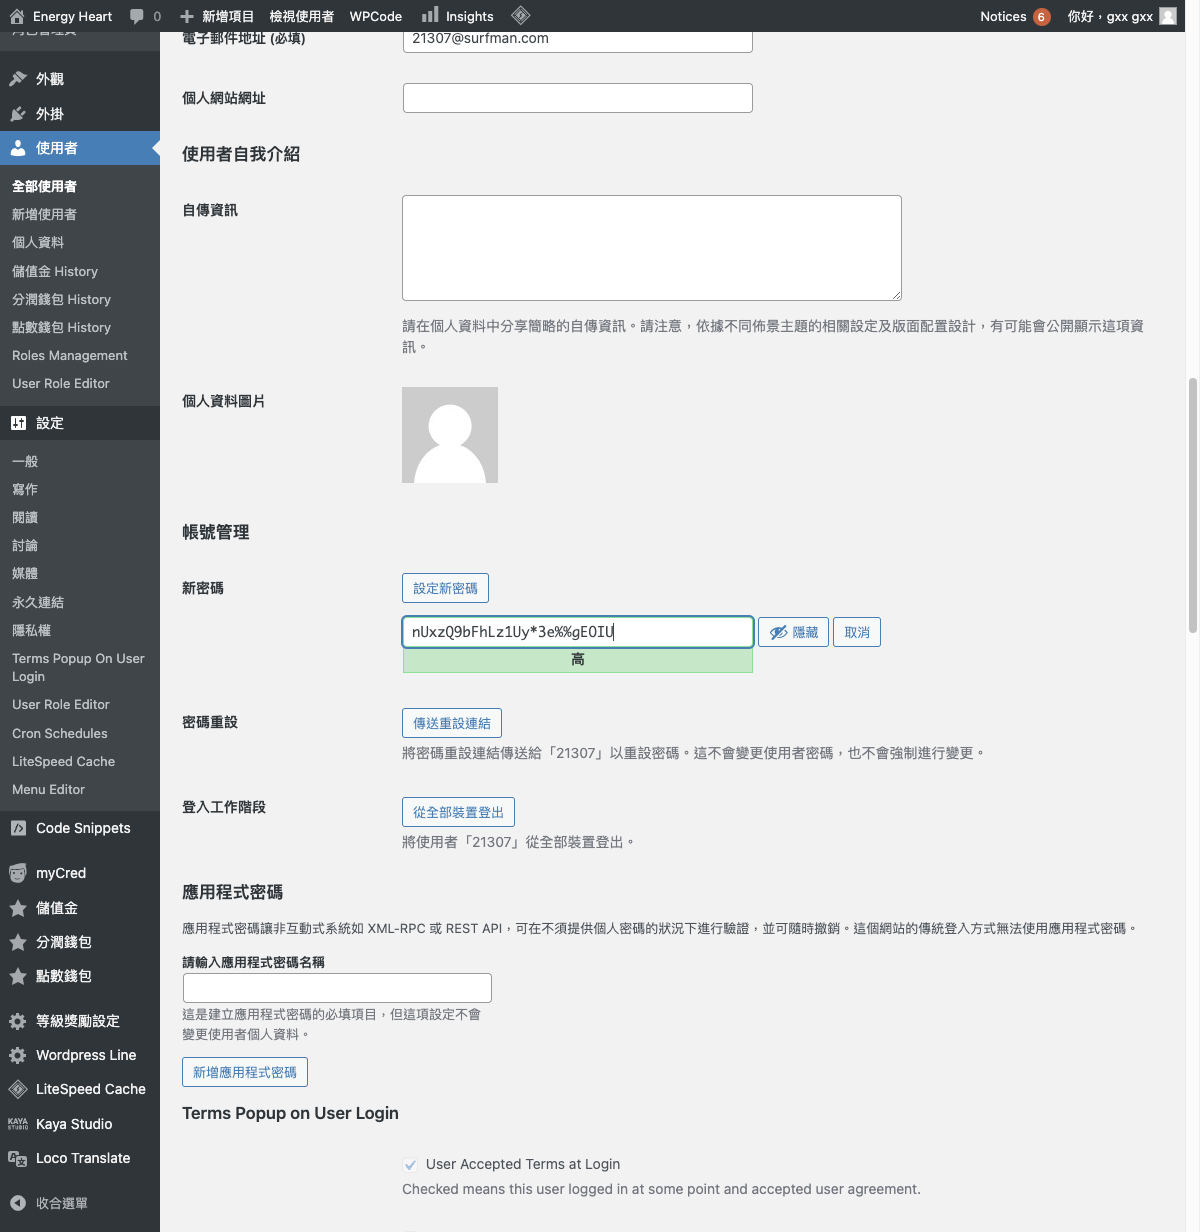 Energy Heart
0
新增項目
檢視使用者
WPCode
Insights
Notices 6
你好，gxx gxx
外觀
外掛
使用者
全部使用者
新增使用者
個人資料
儲值金 History
分潤錢包 History
點數錢包 History
Roles Management
User Role Editor
設定
一般
寫作
閱讀
討論
媒體
永久連結
隱私權
Terms Popup On User
Login
User Role Editor
Cron Schedules
LiteSpeed Cache
Menu Editor
Code Snippets
myCred
儲值金
分潤錢包
點數錢包
等級獎勵設定
Wordpress Line
LiteSpeed Cache
KAYA
STUDIO
Kaya Studio
Loco Translate
收合選單
電子郵件地址 (必填)
21307@surfman.com
個人網站網址
使用者自我介紹
自傳資訊
請在個人資料中分享簡略的自傳資訊。請注意，依據不同佈景主題的相關設定及版面配置設計，有可能會公開顯示這項資
訊。
個人資料圖片
帳號管理
新密碼
設定新密碼
nUxzQ9bFhLz1Uy*3e%%gEOIU
隱藏
取消
高
密碼重設
傳送重設連結
將密碼重設連結傳送給「21307」以重設密碼。這不會變更使用者密碼，也不會強制進行變更。
登入工作階段
從全部裝置登出
將使用者「21307」從全部裝置登出。
應用程式密碼
應用程式密碼讓非互動式系統如 XML-RPC 或 REST API，可在不須提供個人密碼的狀況下進行驗證，並可隨時撤銷。這個網站的傳統登入方式無法使用應用程式密碼。
請輸入應用程式密碼名稱
這是建立應用程式密碼的必填項目，但這項設定不會
變更使用者個人資料。
新增應用程式密碼
Terms Popup on User Login
User Accepted Terms at Login
Checked means this user logged in at some point and accepted user agreement.